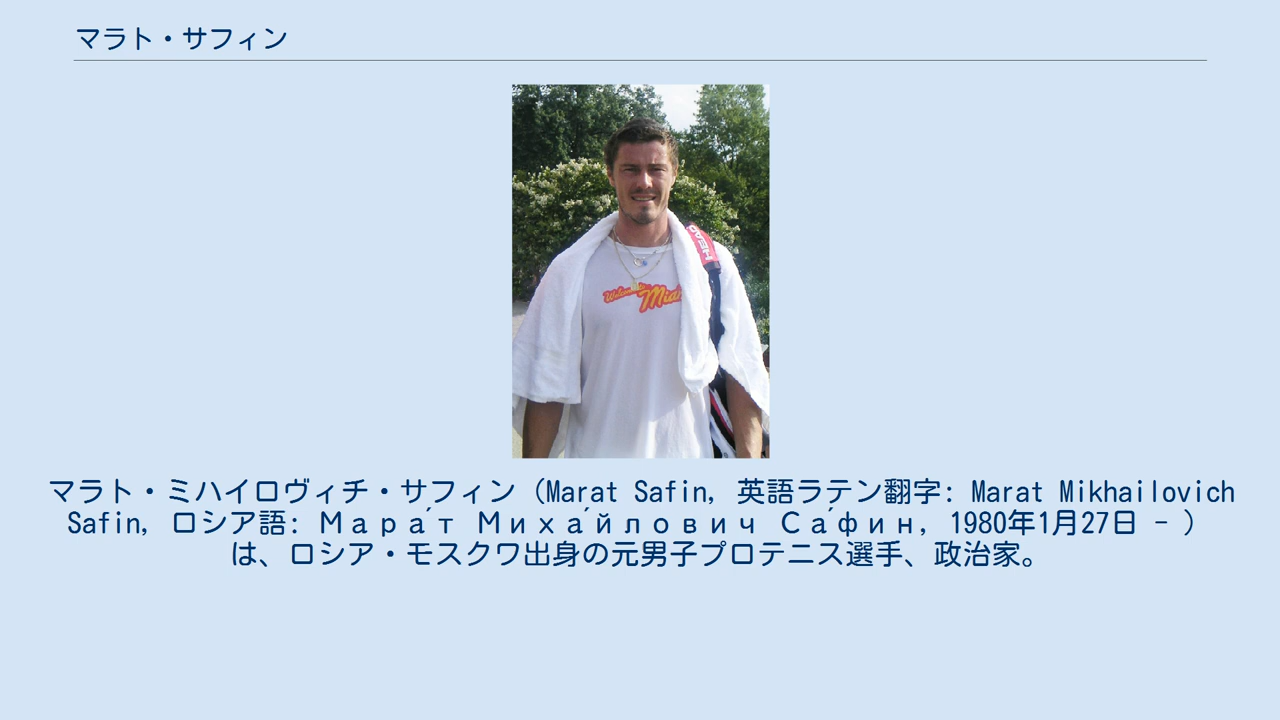 マラト・サフィン
HEAD
マラト・ミハイロヴィチ・サフィン（Marat Safin, 英語ラテン翻字: Marat Mikhailovich
Safin, ロシア語: Мара́т Миха́йлович Са́фин, 1980年1月27日 - ）
は、ロシア・モスクワ出身の元男子プロテニス選手、政治家。